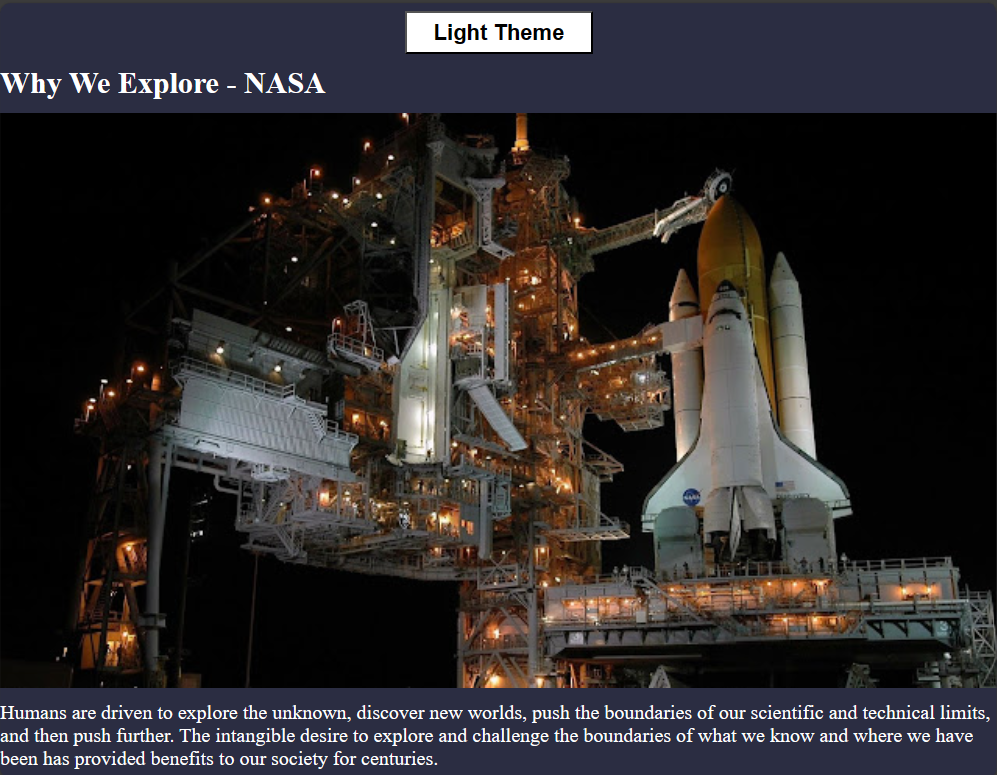 Light Theme
Why We Explore - NASA
NASA
3
Humans are driven to explore the unknown, discover new worlds, push the boundaries of our scientific and technical limits,
and then push further. The intangible desire to explore and challenge the boundaries of what we know and where we have
been has provided benefits to our society for centuries.